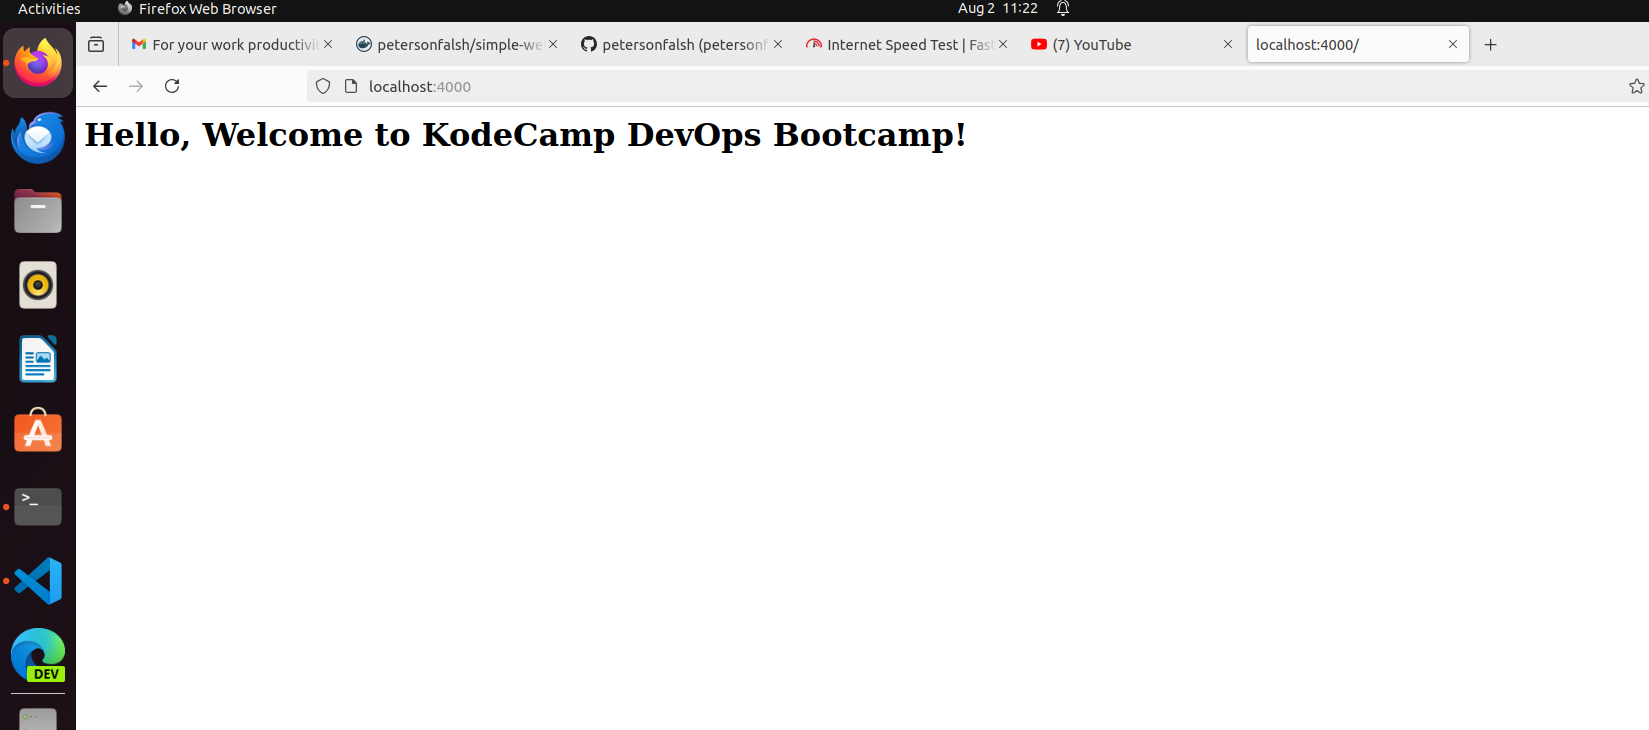 Activities Firefox Web Browser Aug 2 11:22
For your work productivit petersonfalsh/simple-we petersonfalsh (petersonf Internet Speed Test | Fas (7) YouTube localhost:4000/
localhost:4000
Hello, Welcome to KodeCamp DevOps Bootcamp!
>_
DEV